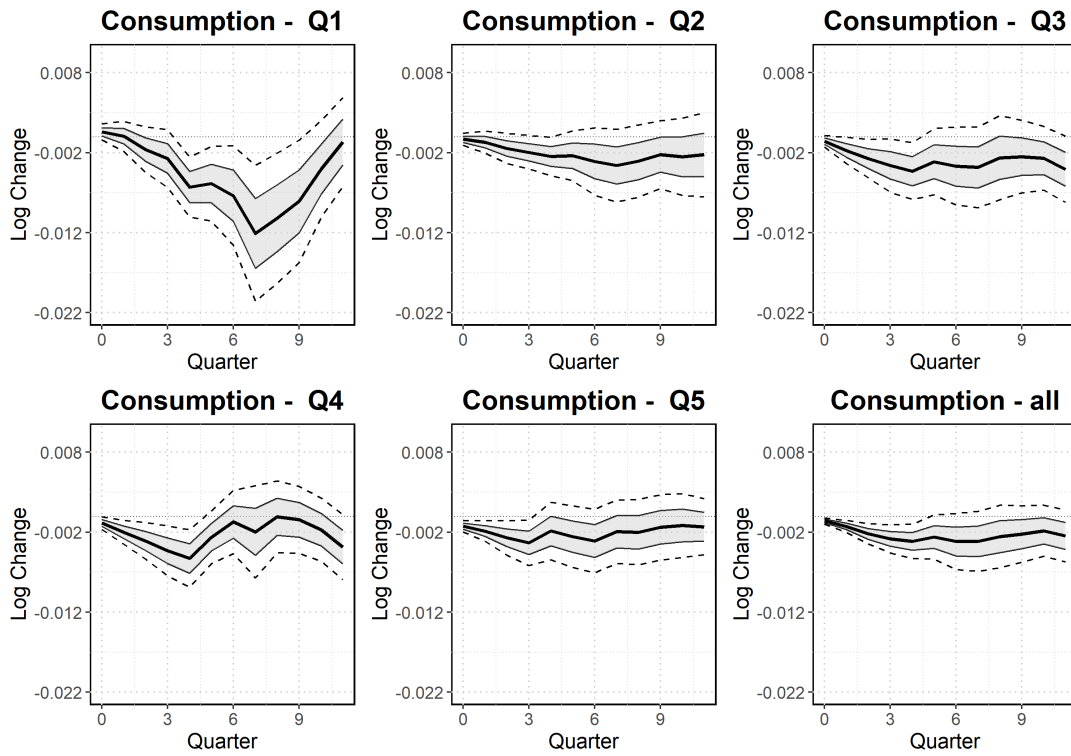 Consumption - Q1
0.008
-0.002
-0.012
-0.022
Log Change
0 3 6 9
Quarter
Consumption - Q2
0.008
-0.002
-0.012
-0.022
Log Change
0 3 6 9
Quarter
Consumption - Q3
0.008
-0.002
-0.012
-0.022
Log Change
0 3 6 9
Quarter
Consumption - Q4
0.008
-0.002
-0.012
-0.022
Log Change
0 3 6 9
Quarter
Consumption - Q5
0.008
-0.002
-0.012
-0.022
Log Change
0 3 6 9
Quarter
Consumption - all
0.008
-0.002
-0.012
-0.022
Log Change
0 3 6 9
Quarter